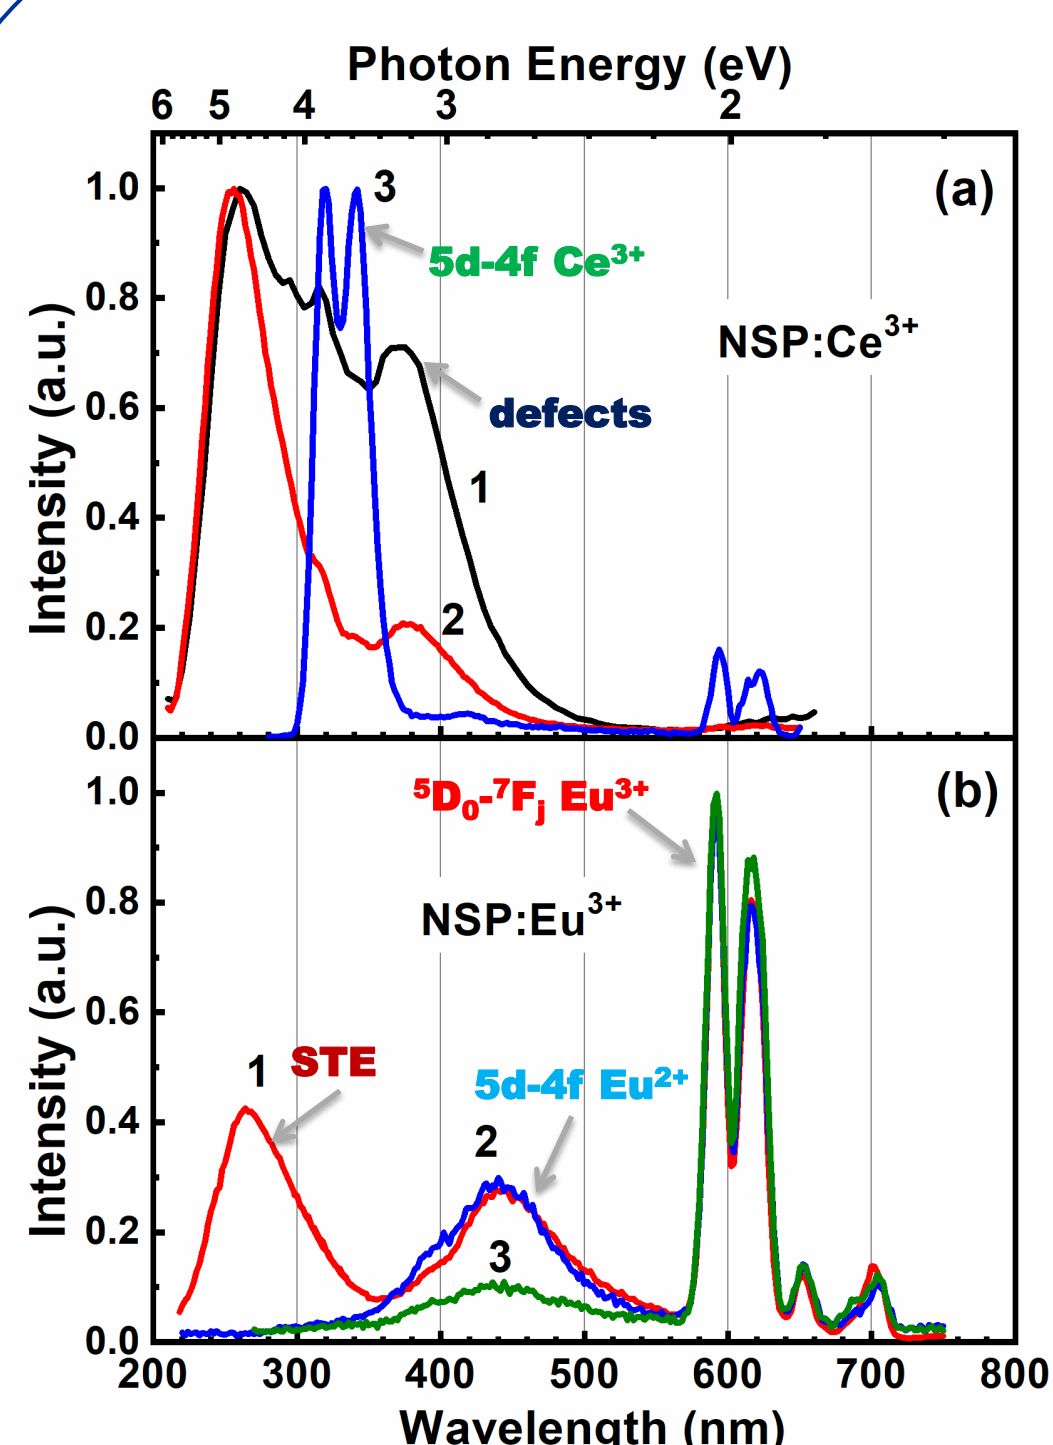 Photon Energy (eV)
6 5 4 3 2
1.0
0.8
0.6
0.4
0.2
0.0
Intensity (a.u.)
(a)
3
5d-4f Ce³⁺
NSP:Ce³⁺
defects
1
2
1.0
0.8
0.6
0.4
0.2
0.0
Intensity (a.u.)
⁵D₀-⁷Fⱼ Eu³⁺
(b)
NSP:Eu³⁺
1 STE
5d-4f Eu²⁺
2
3
200 300 400 500 600 700 800
Wavelength (nm)